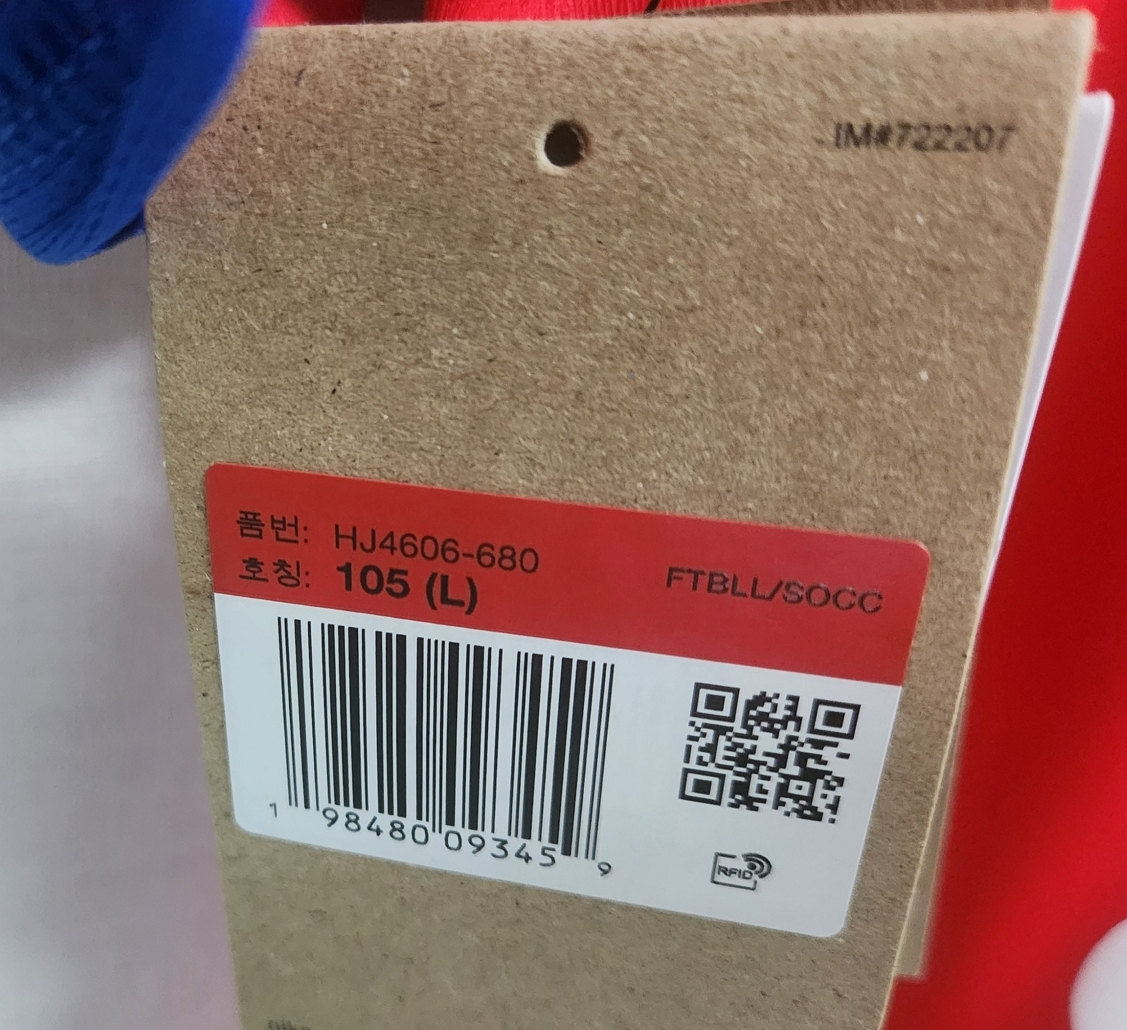 IM#722207
품번: HJ4606-680
호칭: 105 (L)
FTBLL/SOCC
1 98480 09345 9
RFID